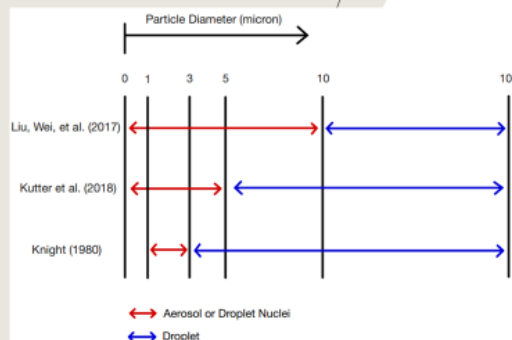 Particle Diameter (micron)
0 1 3 5 10 10
Liu, Wei, et al. (2017)
Kutter et al. (2018)
Knight (1980)
Aerosol or Droplet Nuclei
Droplet